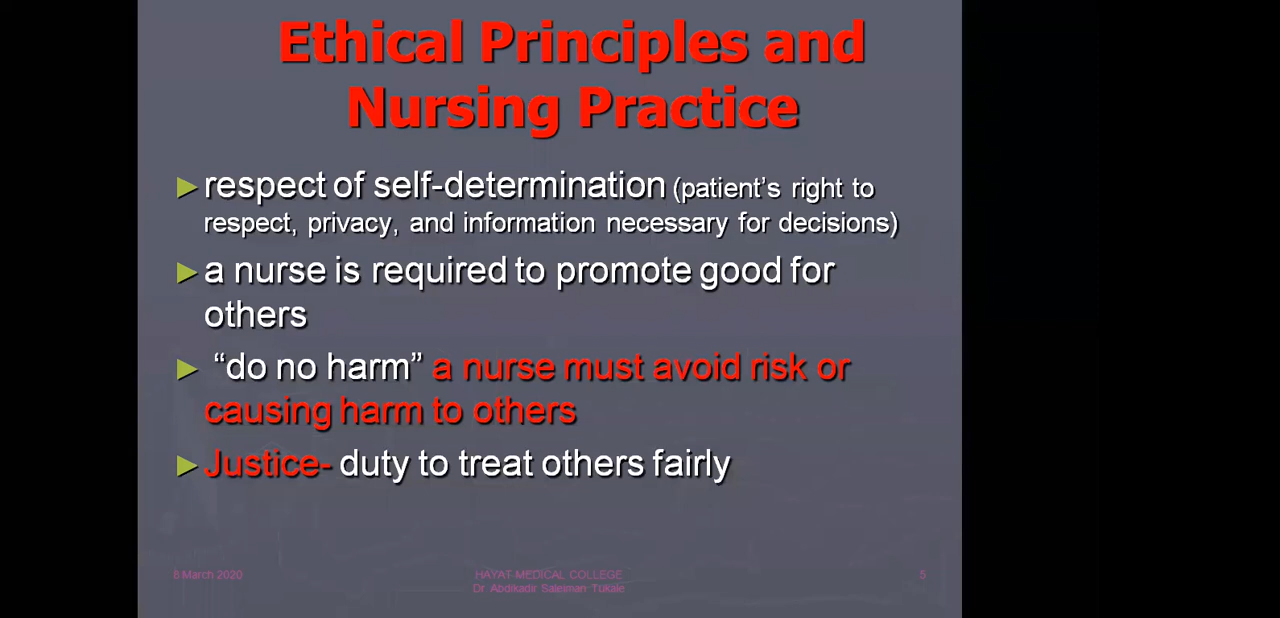 Ethical Principles and
Nursing Practice
► respect of self-determination (patient's right to
respect, privacy, and information necessary for decisions)
► a nurse is required to promote good for
others
► “do no harm” a nurse must avoid risk or
causing harm to others
► Justice- duty to treat others fairly
8 March 2020
HAYAT MEDICAL COLLEGE
5
Dr. Abdikadir Saleiman Tukale